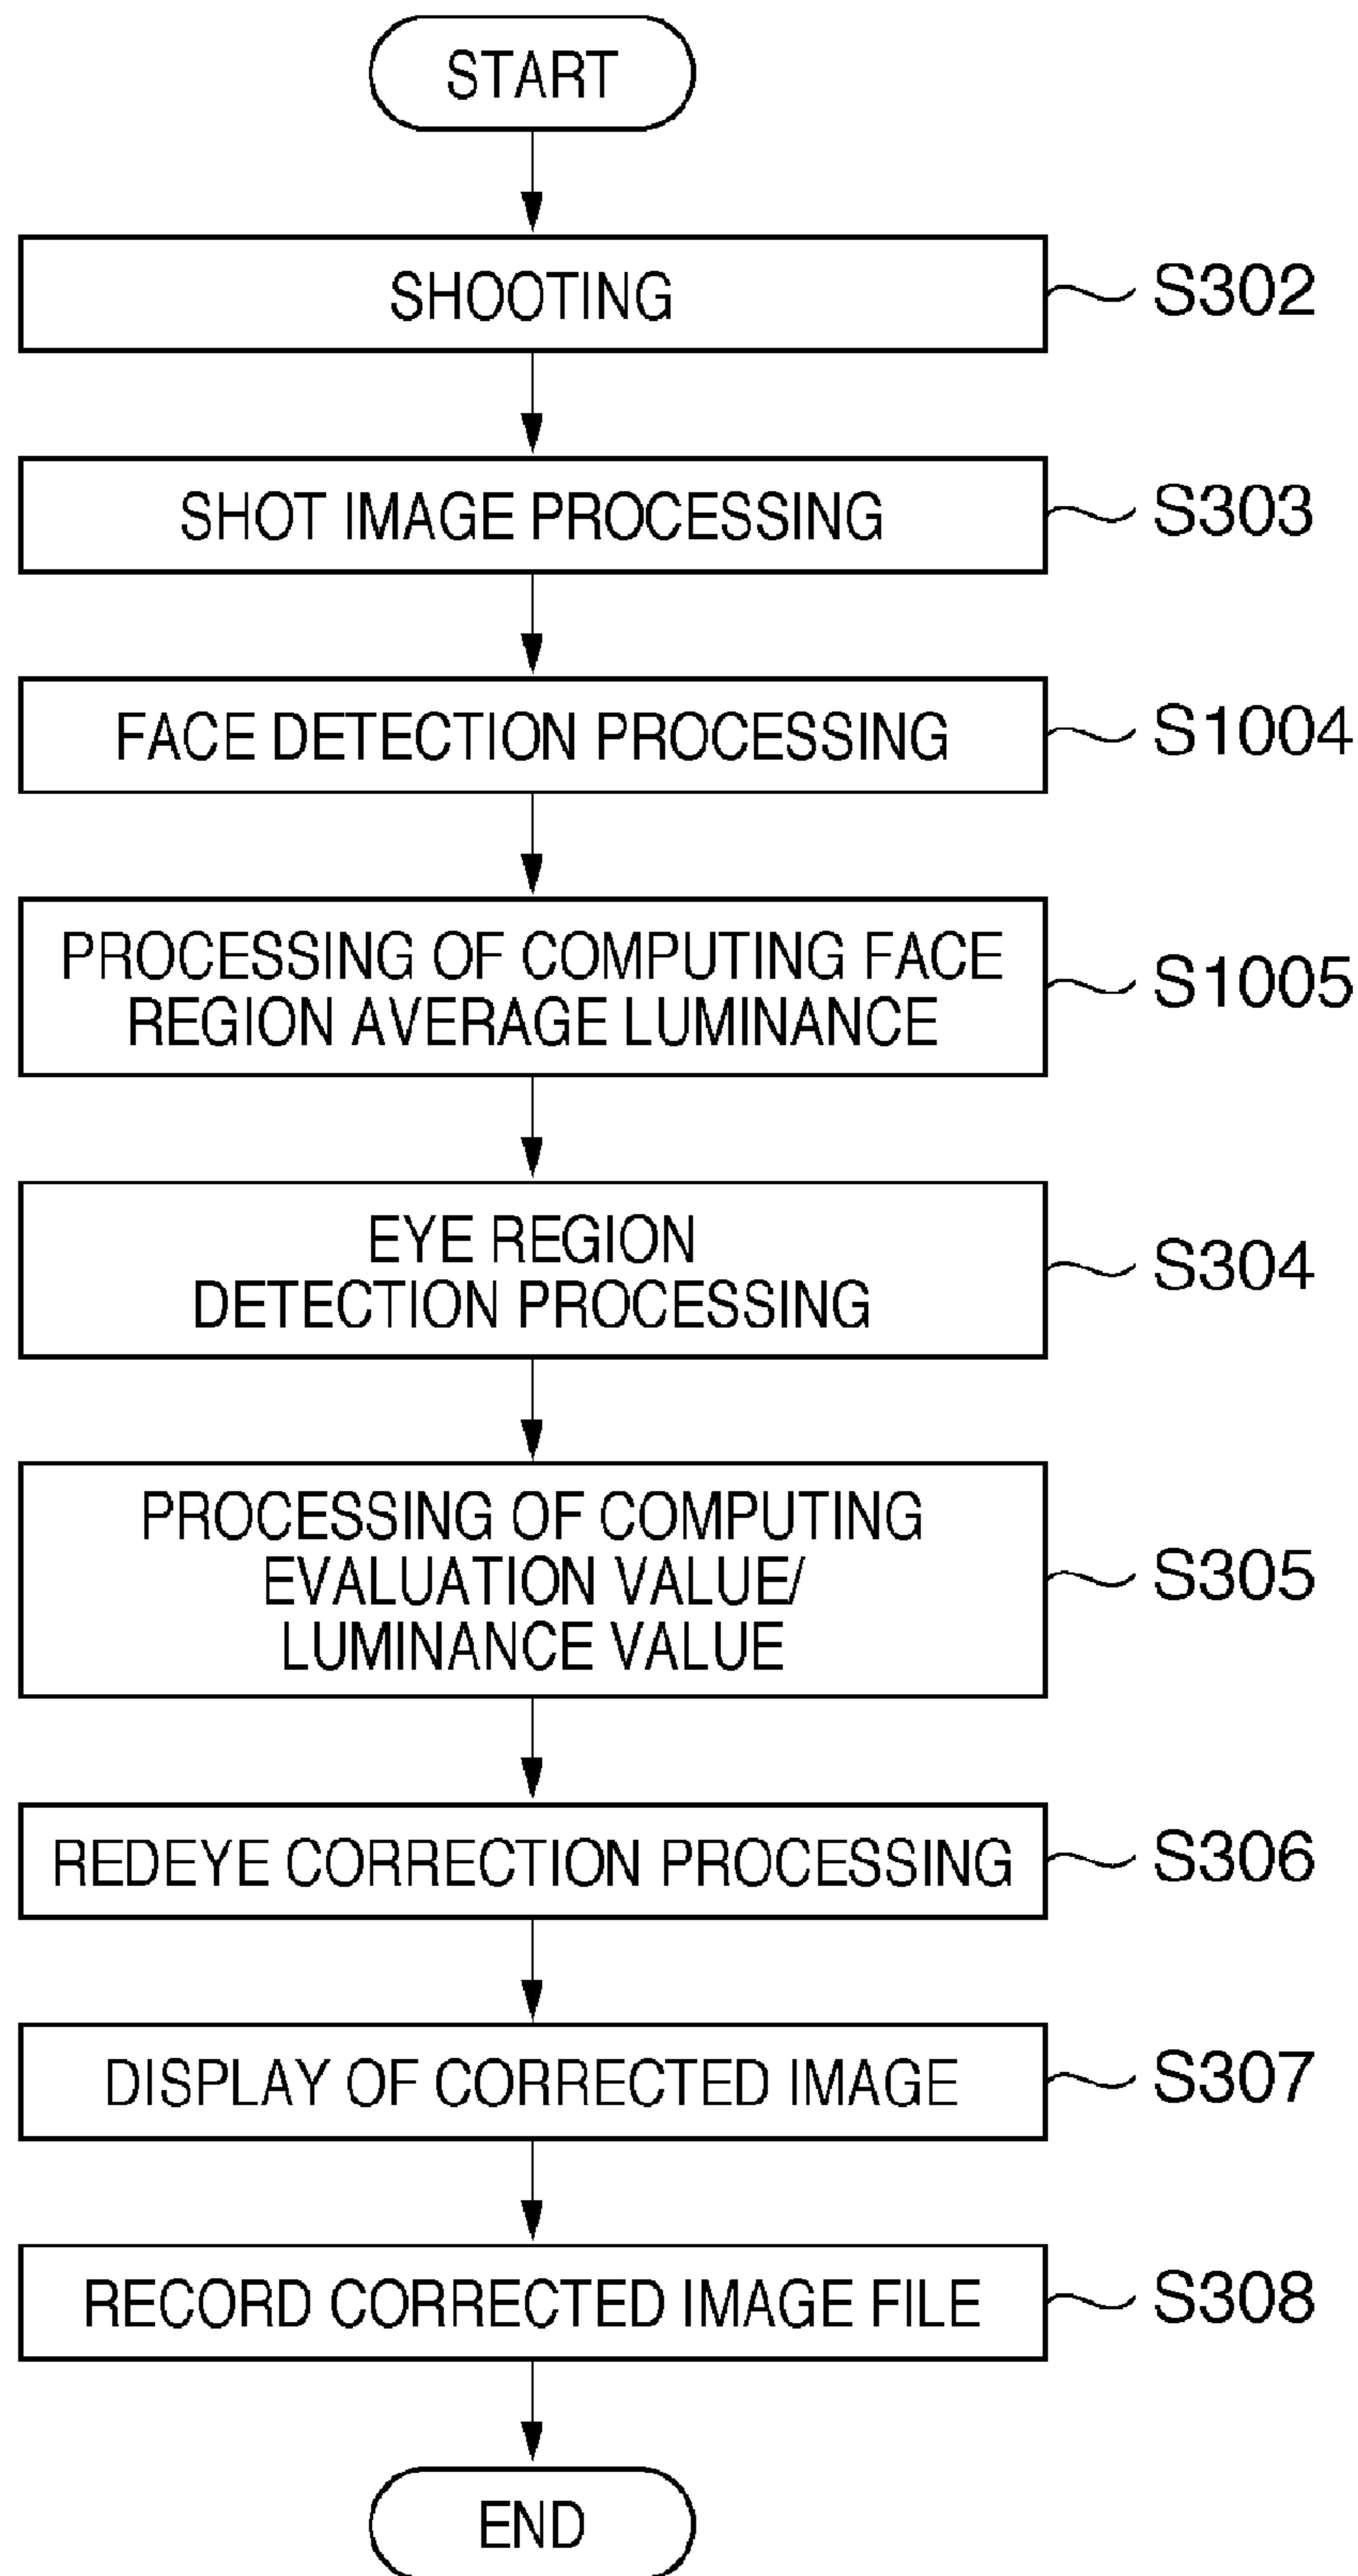 START
SHOOTING
S302
SHOT IMAGE PROCESSING
S303
FACE DETECTION PROCESSING
S1004
PROCESSING OF COMPUTING FACE
REGION AVERAGE LUMINANCE
S1005
EYE REGION
DETECTION PROCESSING
S304
PROCESSING OF COMPUTING
EVALUATION VALUE/
LUMINANCE VALUE
S305
REDEYE CORRECTION PROCESSING
S306
DISPLAY OF CORRECTED IMAGE
S307
RECORD CORRECTED IMAGE FILE
S308
END